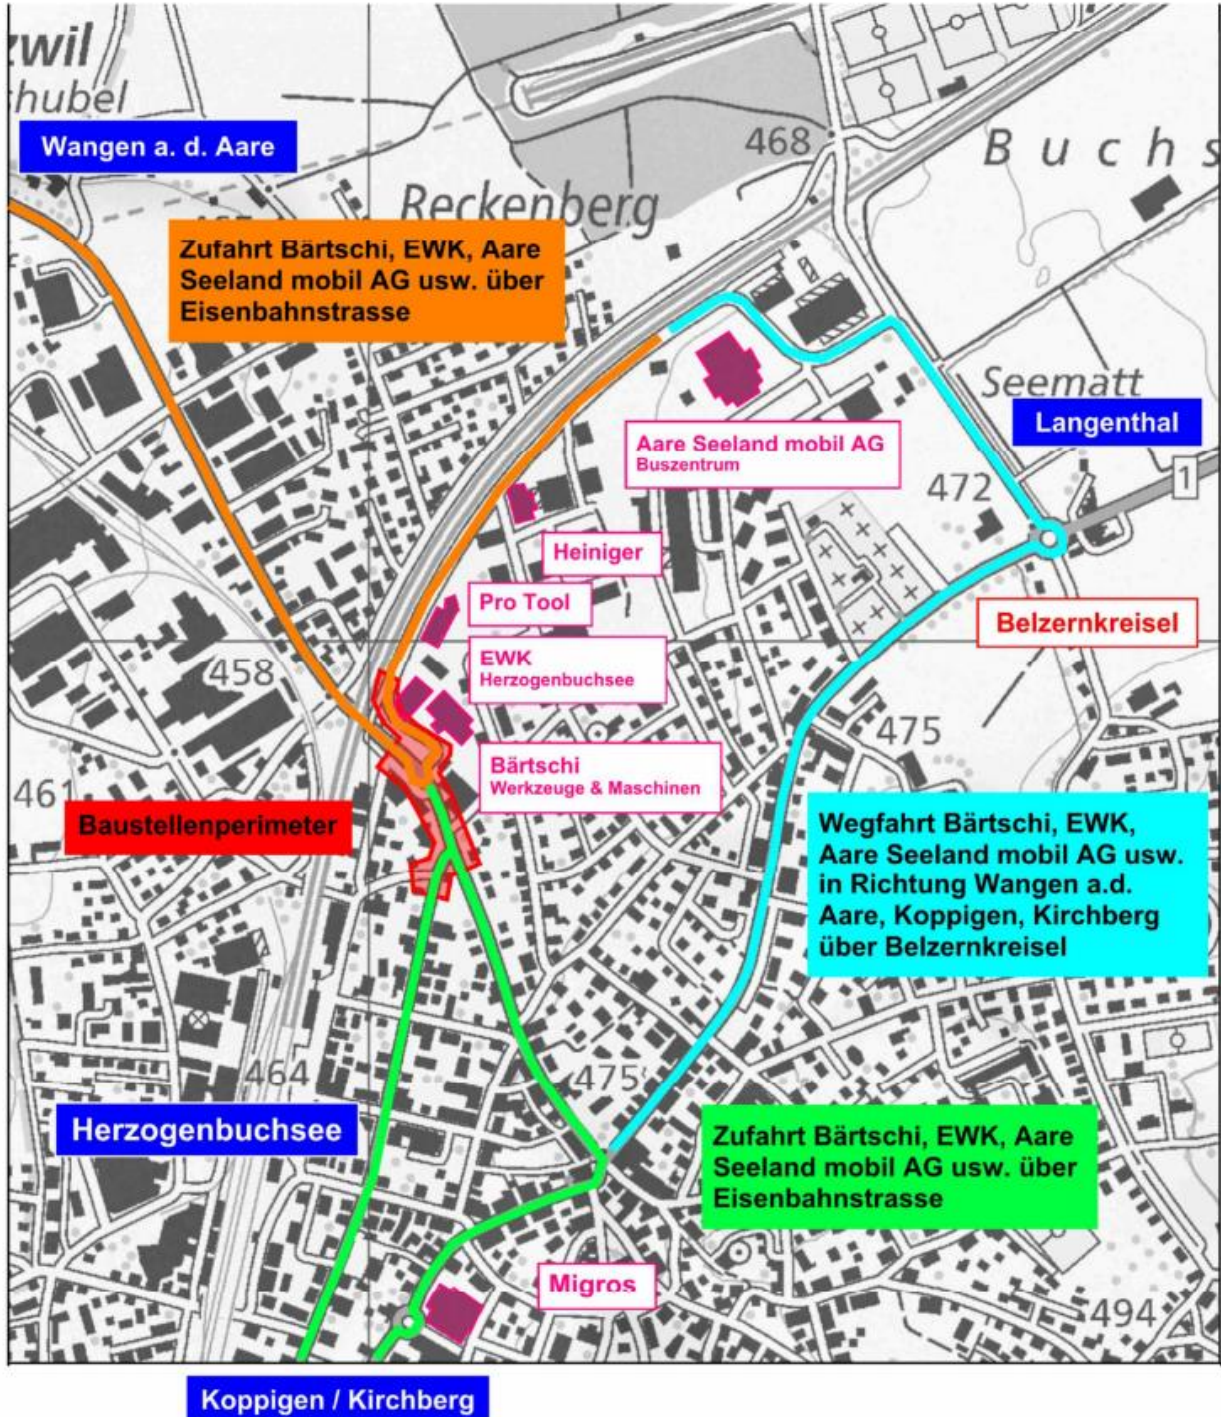 zwil
hubel
Wangen a. d. Aare
468
Buchs
Reckenberg
Zufahrt Bärtschi, EWK, Aare
Seeland mobil AG usw. über
Eisenbahnstrasse
Seematt
Langenthal
Aare Seeland mobil AG
Buszentrum
472
1
Heiniger
Pro Tool
Belzernkreisel
EWK
Herzogenbuchsee
458
475
Bärtschi
Werkzeuge & Maschinen
461
Baustellenperimeter
Wegfahrt Bärtschi, EWK,
Aare Seeland mobil AG usw.
in Richtung Wangen a.d.
Aare, Koppigen, Kirchberg
über Belzernkreisel
464
475
Herzogenbuchsee
Zufahrt Bärtschi, EWK, Aare
Seeland mobil AG usw. über
Eisenbahnstrasse
Migros
494
Koppigen / Kirchberg